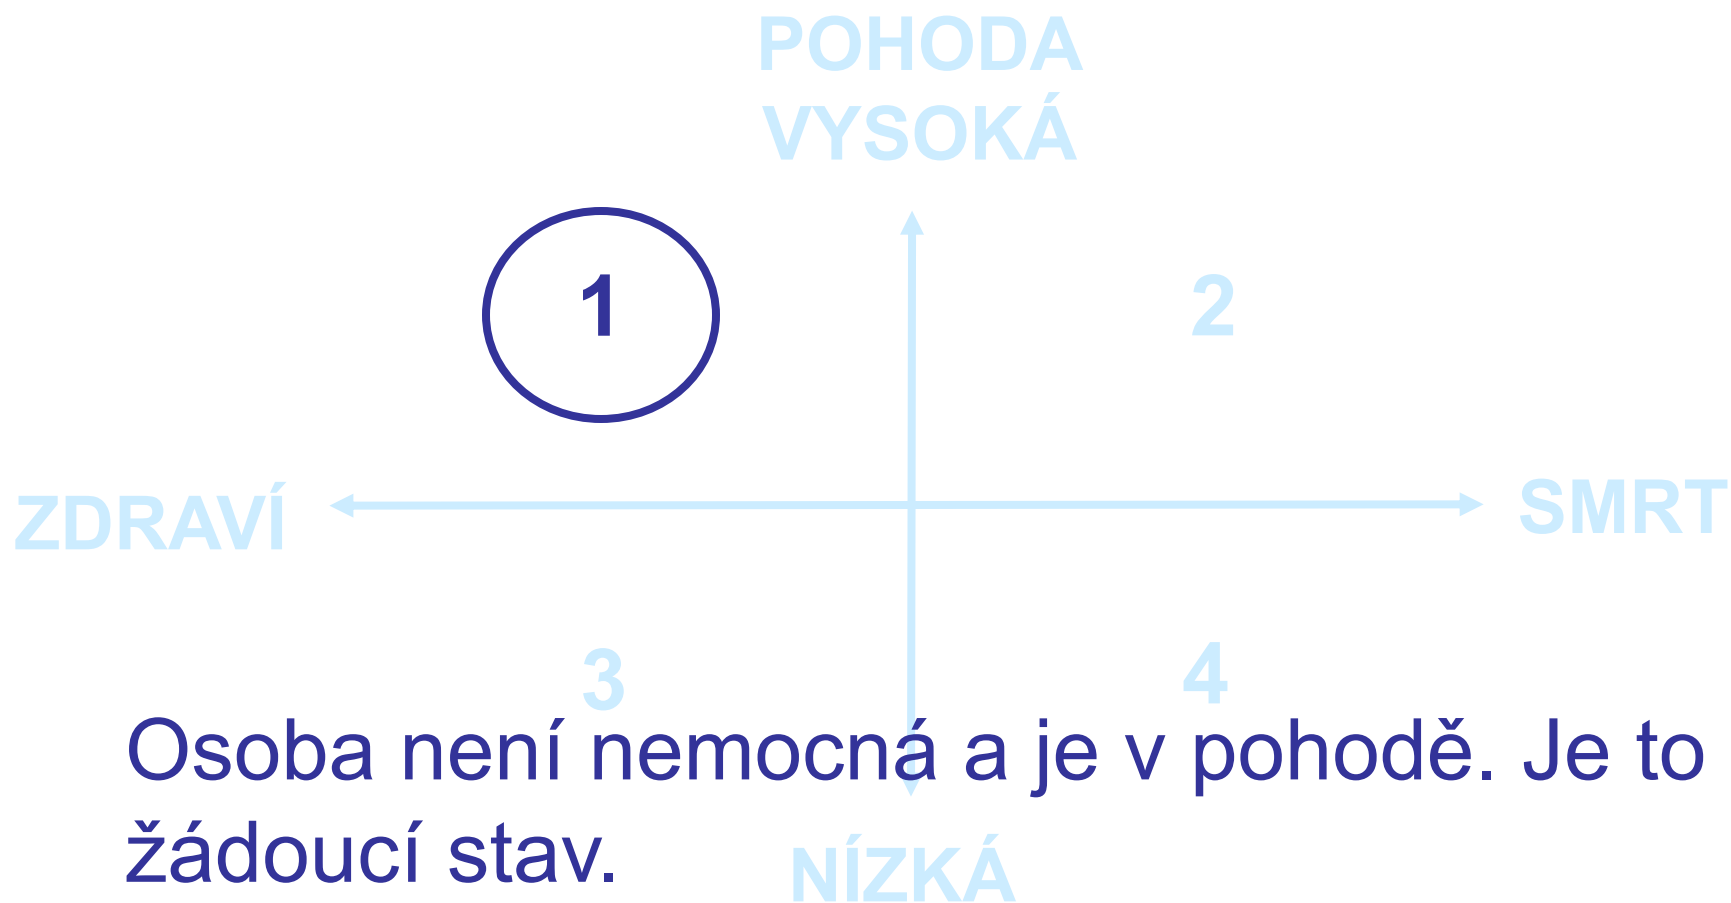 POHODA
VYSOKÁ
1
2
ZDRAVÍ
SMRT
3
4
Osoba není nemocná a je v pohodě. Je to
žádoucí stav.
NÍZKÁ